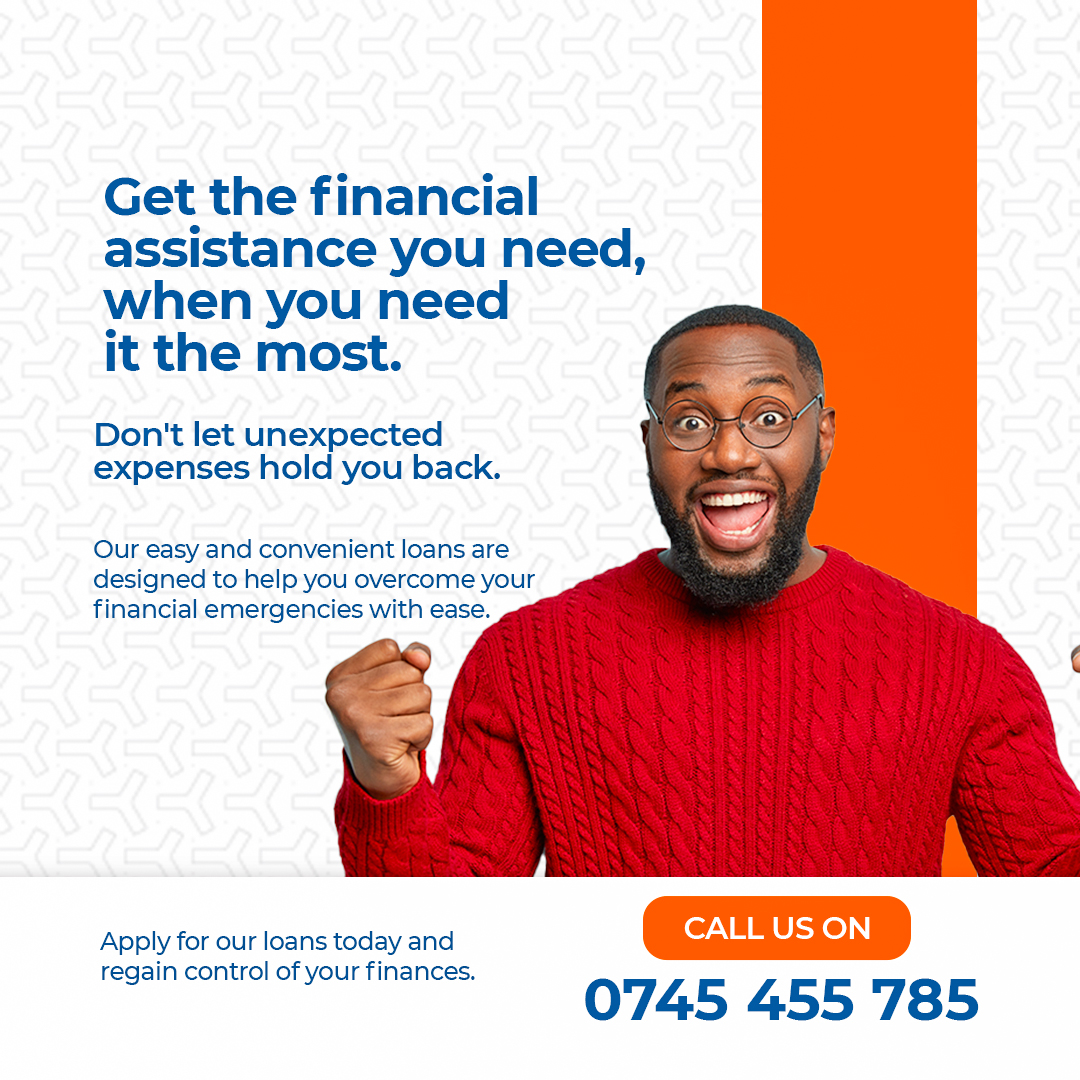 Get the financial
assistance you need,
when you need
it the most.
Don't let unexpected
expenses hold you back.
Our easy and convenient loans are
designed to help you overcome your
financial emergencies with ease.
Apply for our loans today and
regain control of your finances.
CALL US ON
0745 455 785